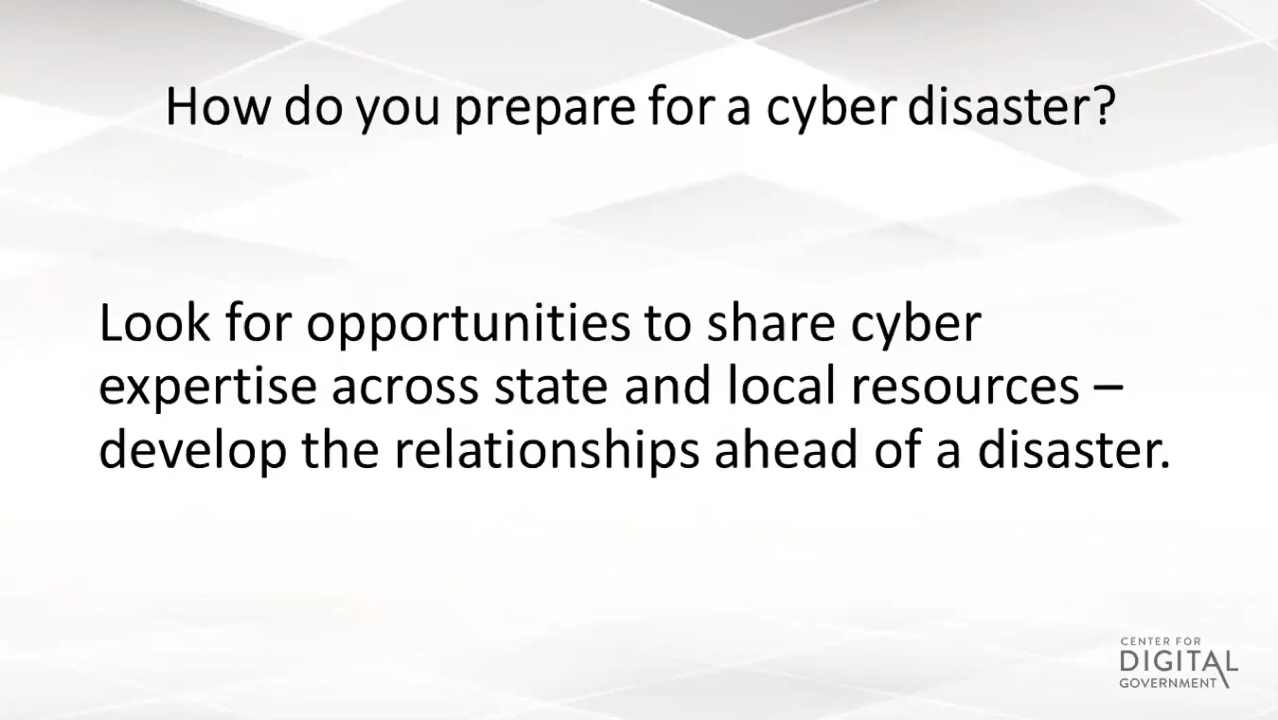 How do you prepare for a cyber disaster?
Look for opportunities to share cyber
expertise across state and local resources –
develop the relationships ahead of a disaster.
CENTER FOR
DIGITAL
GOVERNMENT